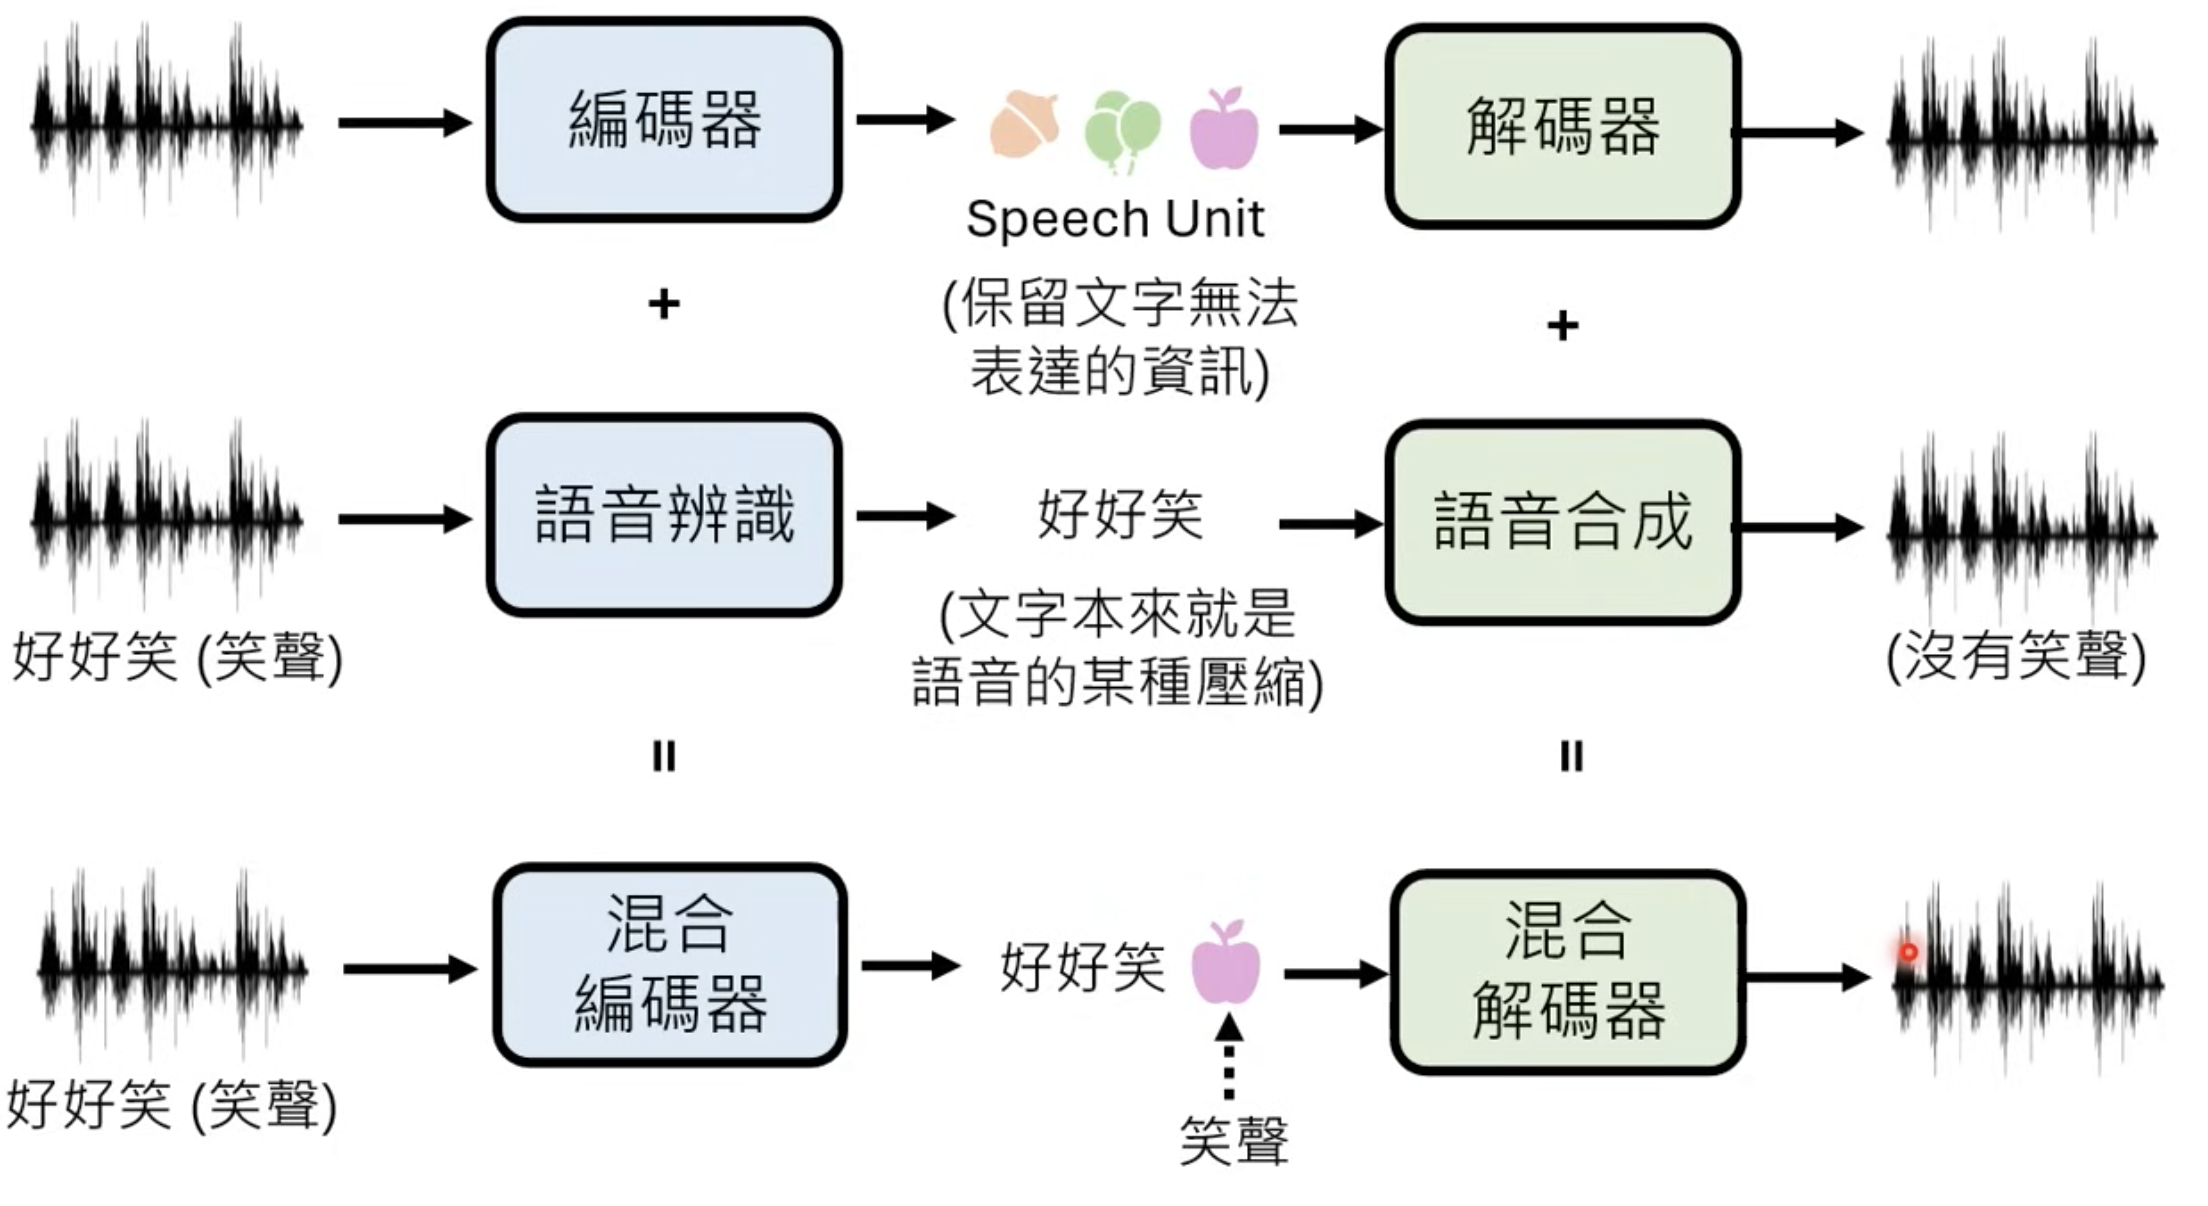 編碼器
解碼器
Speech Unit
(保留文字無法
表達的資訊)
+
+
語音辨識
好好笑
語音合成
(文字本來就是
語音的某種壓縮)
好好笑 (笑聲)
(沒有笑聲)
=
=
混合
編碼器
好好笑
混合
解碼器
好好笑 (笑聲)
笑聲